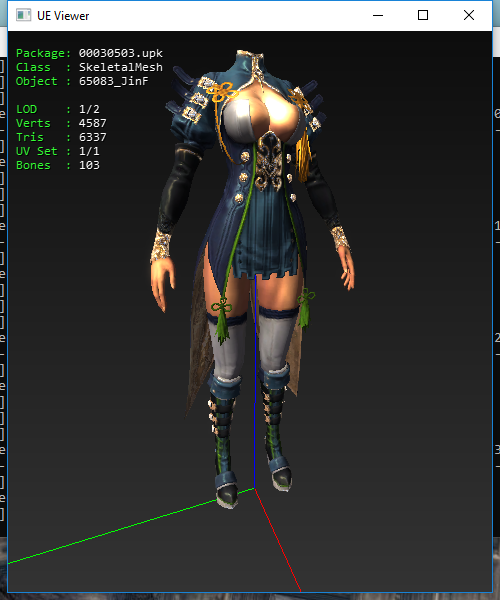 UE Viewer
Package: 00030503.upk
Class : SkeletalMesh
Object : 65083_JinF
LOD : 1/2
Verts : 4587
Tris : 6337
UV Set : 1/1
Bones : 103